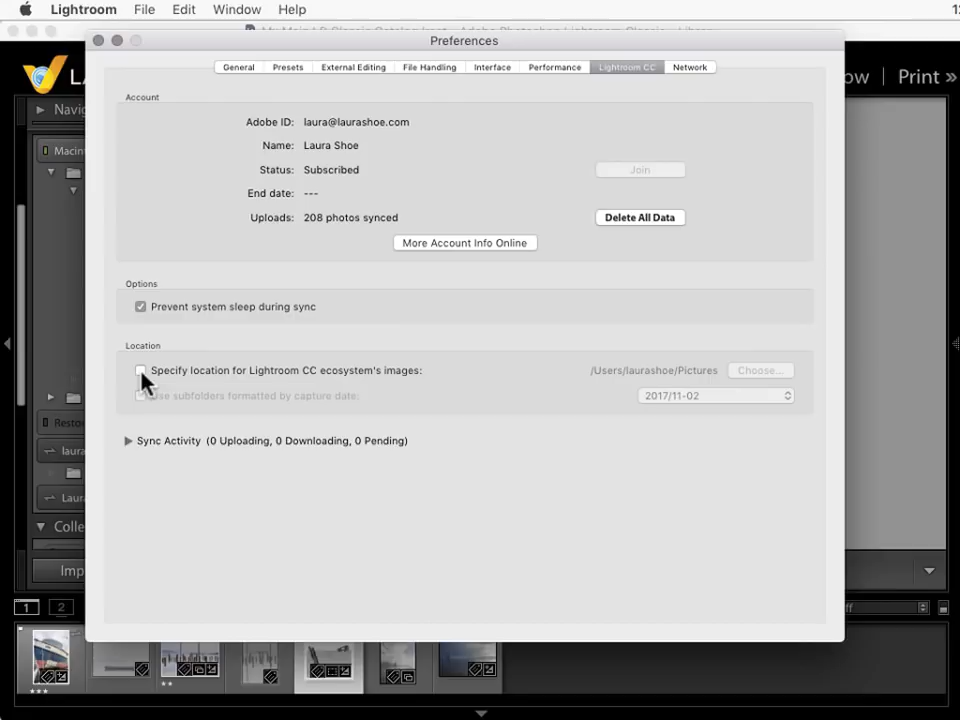 Lightroom File Edit Window Help
Preferences
General Presets External Editing File Handling Interface Performance Lightroom CC Network
Print »
Navig
Account
Adobe ID: laura@laurashoe.com
Name: Laura Shoe
Macin
Status: Subscribed Join
End date: ---
Uploads: 208 photos synced Delete All Data
More Account Info Online
Options
Prevent system sleep during sync
Location
Specify location for Lightroom CC ecosystem's images: /Users/laurashoe/Pictures Choose...
subfolders formatted by capture date: 2017/11-02
Resto
Sync Activity (0 Uploading, 0 Downloading, 0 Pending)
laura
Laur
Colle
Imp
1 2